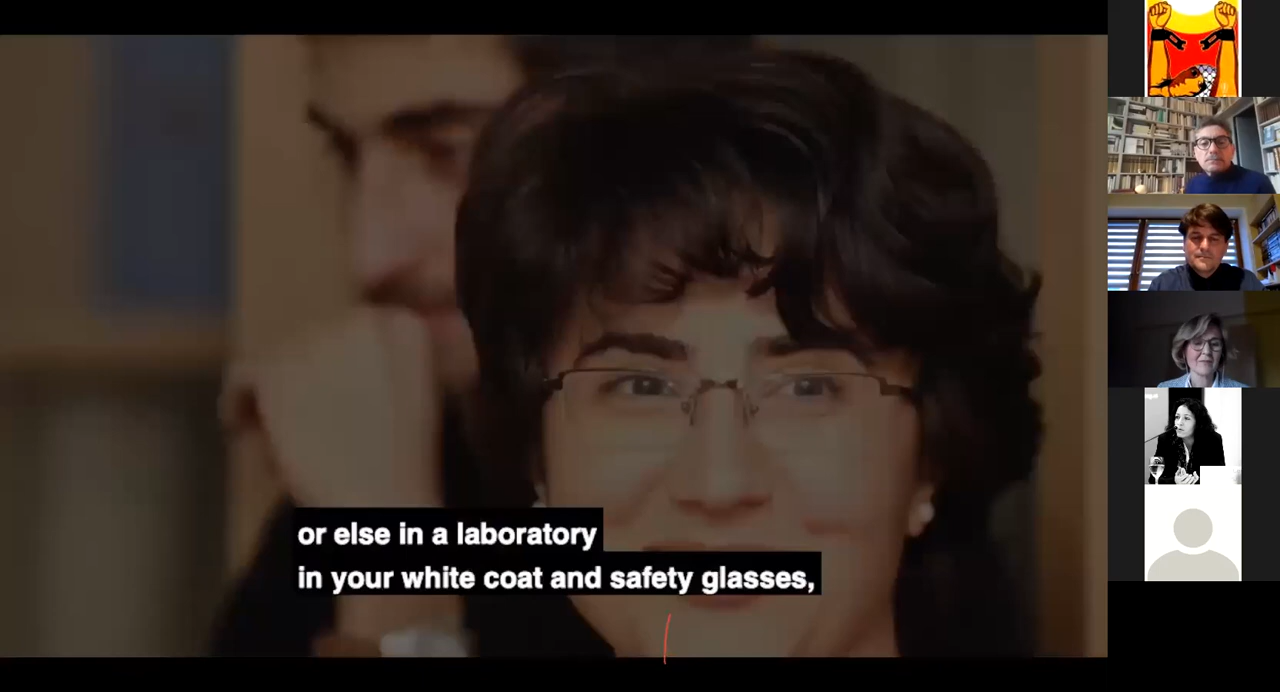 or else in a laboratory
in your white coat and safety glasses,